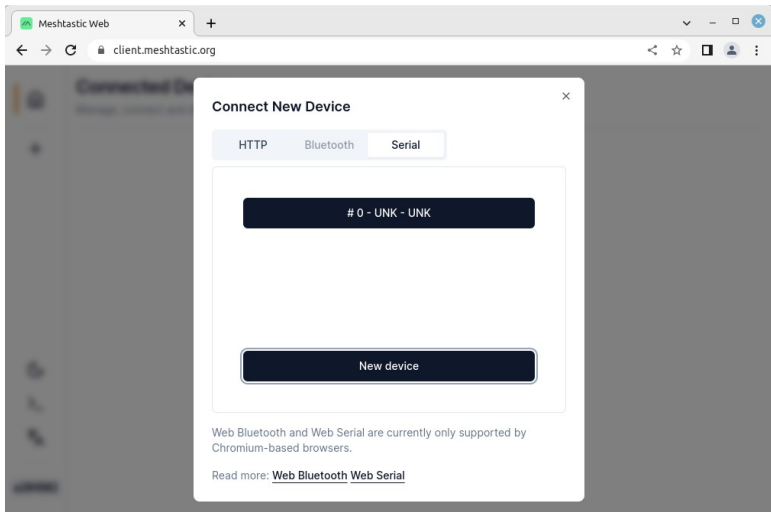 Meshtastic Web
client.meshtastic.org
Connect New Device
HTTP Bluetooth Serial
# 0 - UNK - UNK
New device
Web Bluetooth and Web Serial are currently only supported by
Chromium-based browsers.
Read more: Web Bluetooth Web Serial